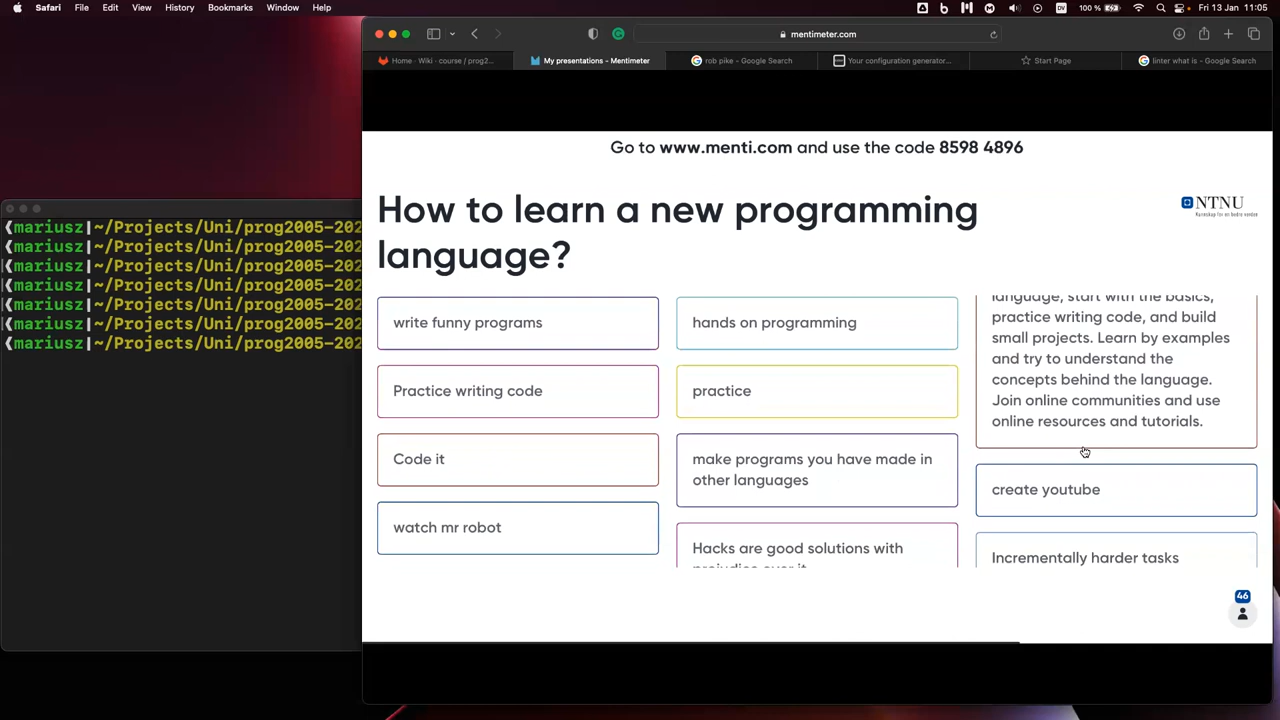 Safari File Edit View History Bookmarks Window Help
100 % Fri 13 Jan 11:05
mentimeter.com
Home · Wiki · course / prog2...
My presentations - Mentimeter
rob pike - Google Search
Your configuration generator...
Start Page
linter what is - Google Search
Go to www.menti.com and use the code 8598 4896
How to learn a new programming
language?
NTNU
write funny programs
Practice writing code
Code it
watch mr robot
hands on programming
practice
make programs you have made in
other languages
Hacks are good solutions with
prejudice over it
language, start with the basics,
practice writing code, and build
small projects. Learn by examples
and try to understand the
concepts behind the language.
Join online communities and use
online resources and tutorials.
create youtube
Incrementally harder tasks
46
mariusz|~/Projects/Uni/prog2005-202
mariusz|~/Projects/Uni/prog2005-202
mariusz|~/Projects/Uni/prog2005-202
mariusz|~/Projects/Uni/prog2005-202
mariusz|~/Projects/Uni/prog2005-202
mariusz|~/Projects/Uni/prog2005-202
mariusz|~/Projects/Uni/prog2005-202